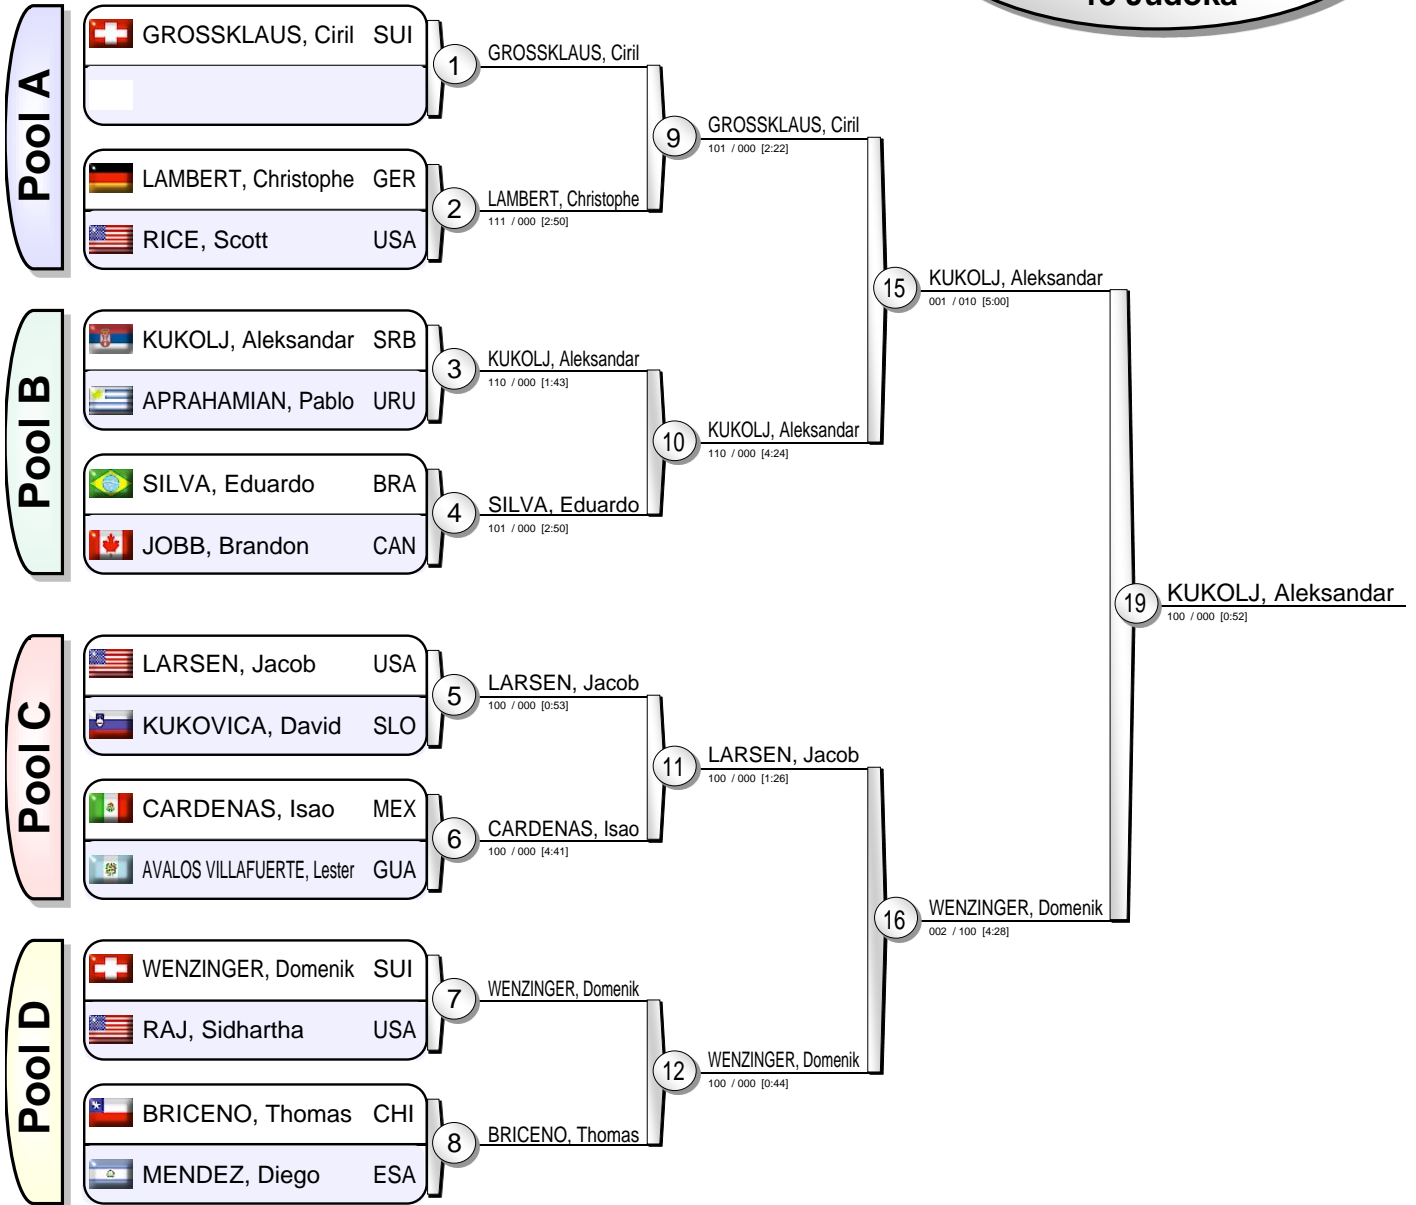 Pool A
GROSSKLAUS, Ciril SUI
LAMBERT, Christophe GER
RICE, Scott USA
Pool B
KUKOLJ, Aleksandar SRB
APRAHAMIAN, Pablo URU
SILVA, Eduardo BRA
JOBB, Brandon CAN
Pool C
LARSEN, Jacob USA
KUKOVICA, David SLO
CARDENAS, Isao MEX
AVALOS VILLAFUERTE, Lester GUA
Pool D
WENZINGER, Domenik SUI
RAJ, Sidhartha USA
BRICENO, Thomas CHI
MENDEZ, Diego ESA
1
GROSSKLAUS, Ciril
2
LAMBERT, Christophe
111 / 000 [2:50]
3
KUKOLJ, Aleksandar
110 / 000 [1:43]
4
SILVA, Eduardo
101 / 000 [2:50]
5
LARSEN, Jacob
100 / 000 [0:53]
6
CARDENAS, Isao
100 / 000 [4:41]
7
WENZINGER, Domenik
8
BRICENO, Thomas
9
GROSSKLAUS, Ciril
101 / 000 [2:22]
10
KUKOLJ, Aleksandar
110 / 000 [4:24]
11
LARSEN, Jacob
100 / 000 [1:26]
12
WENZINGER, Domenik
100 / 000 [0:44]
15
KUKOLJ, Aleksandar
001 / 010 [5:00]
16
WENZINGER, Domenik
002 / 100 [4:28]
19
KUKOLJ, Aleksandar
100 / 000 [0:52]